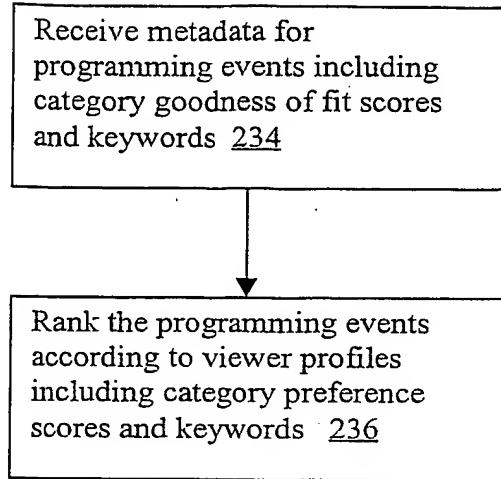 Receive metadata for
programming events including
category goodness of fit scores
and keywords 234
Rank the programming events
according to viewer profiles
including category preference
scores and keywords 236